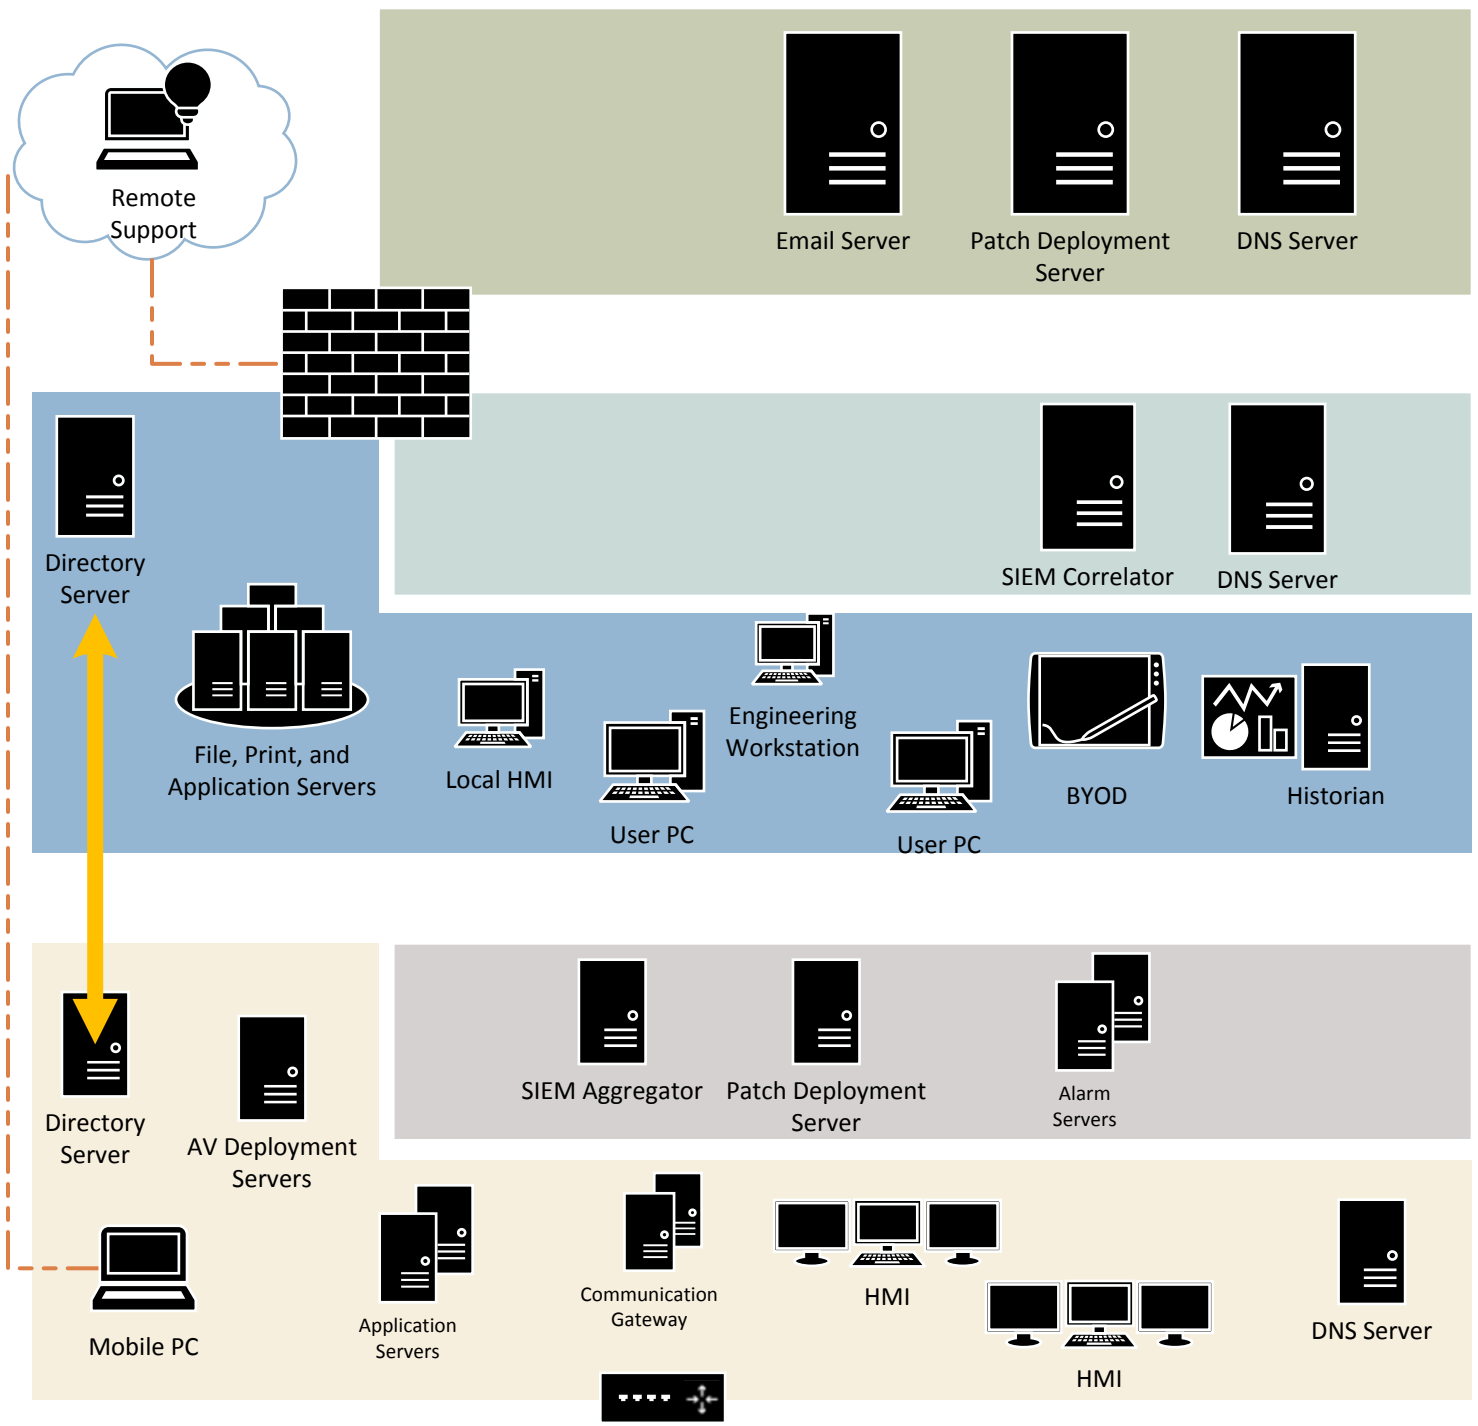 Remote
Support
Email Server
Patch Deployment
Server
DNS Server
Directory
Server
SIEM Correlator
DNS Server
File, Print, and
Application Servers
Local HMI
User PC
Engineering
Workstation
User PC
BYOD
Historian
Directory
Server
AV Deployment
Servers
SIEM Aggregator
Patch Deployment
Server
Alarm
Servers
Mobile PC
Application
Servers
Communication
Gateway
HMI
HMI
DNS Server